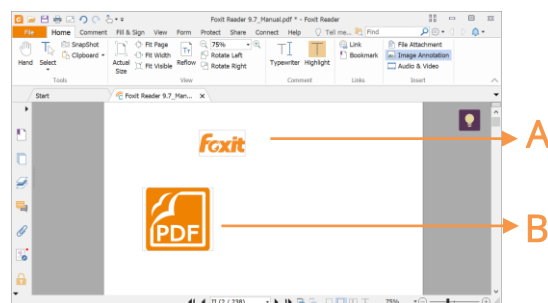 Foxit Reader 9.7_Manual.pdf * - Foxit Reader
File Home Comment Fill & Sign View Form Protect Share Connect Help Tell me... Find
Hand
Select
SnapShot
Clipboard
Actual Size
Fit Page
Fit Width
Fit Visible
Reflow
75%
Rotate Left
Rotate Right
Typewriter
Highlight
Link
Bookmark
File Attachment
Image Annotation
Audio & Video
Tools View Comment Links Insert
Start Foxit Reader 9.7_Man...
Foxit
A
PDF
B
II (2 / 238) 75%